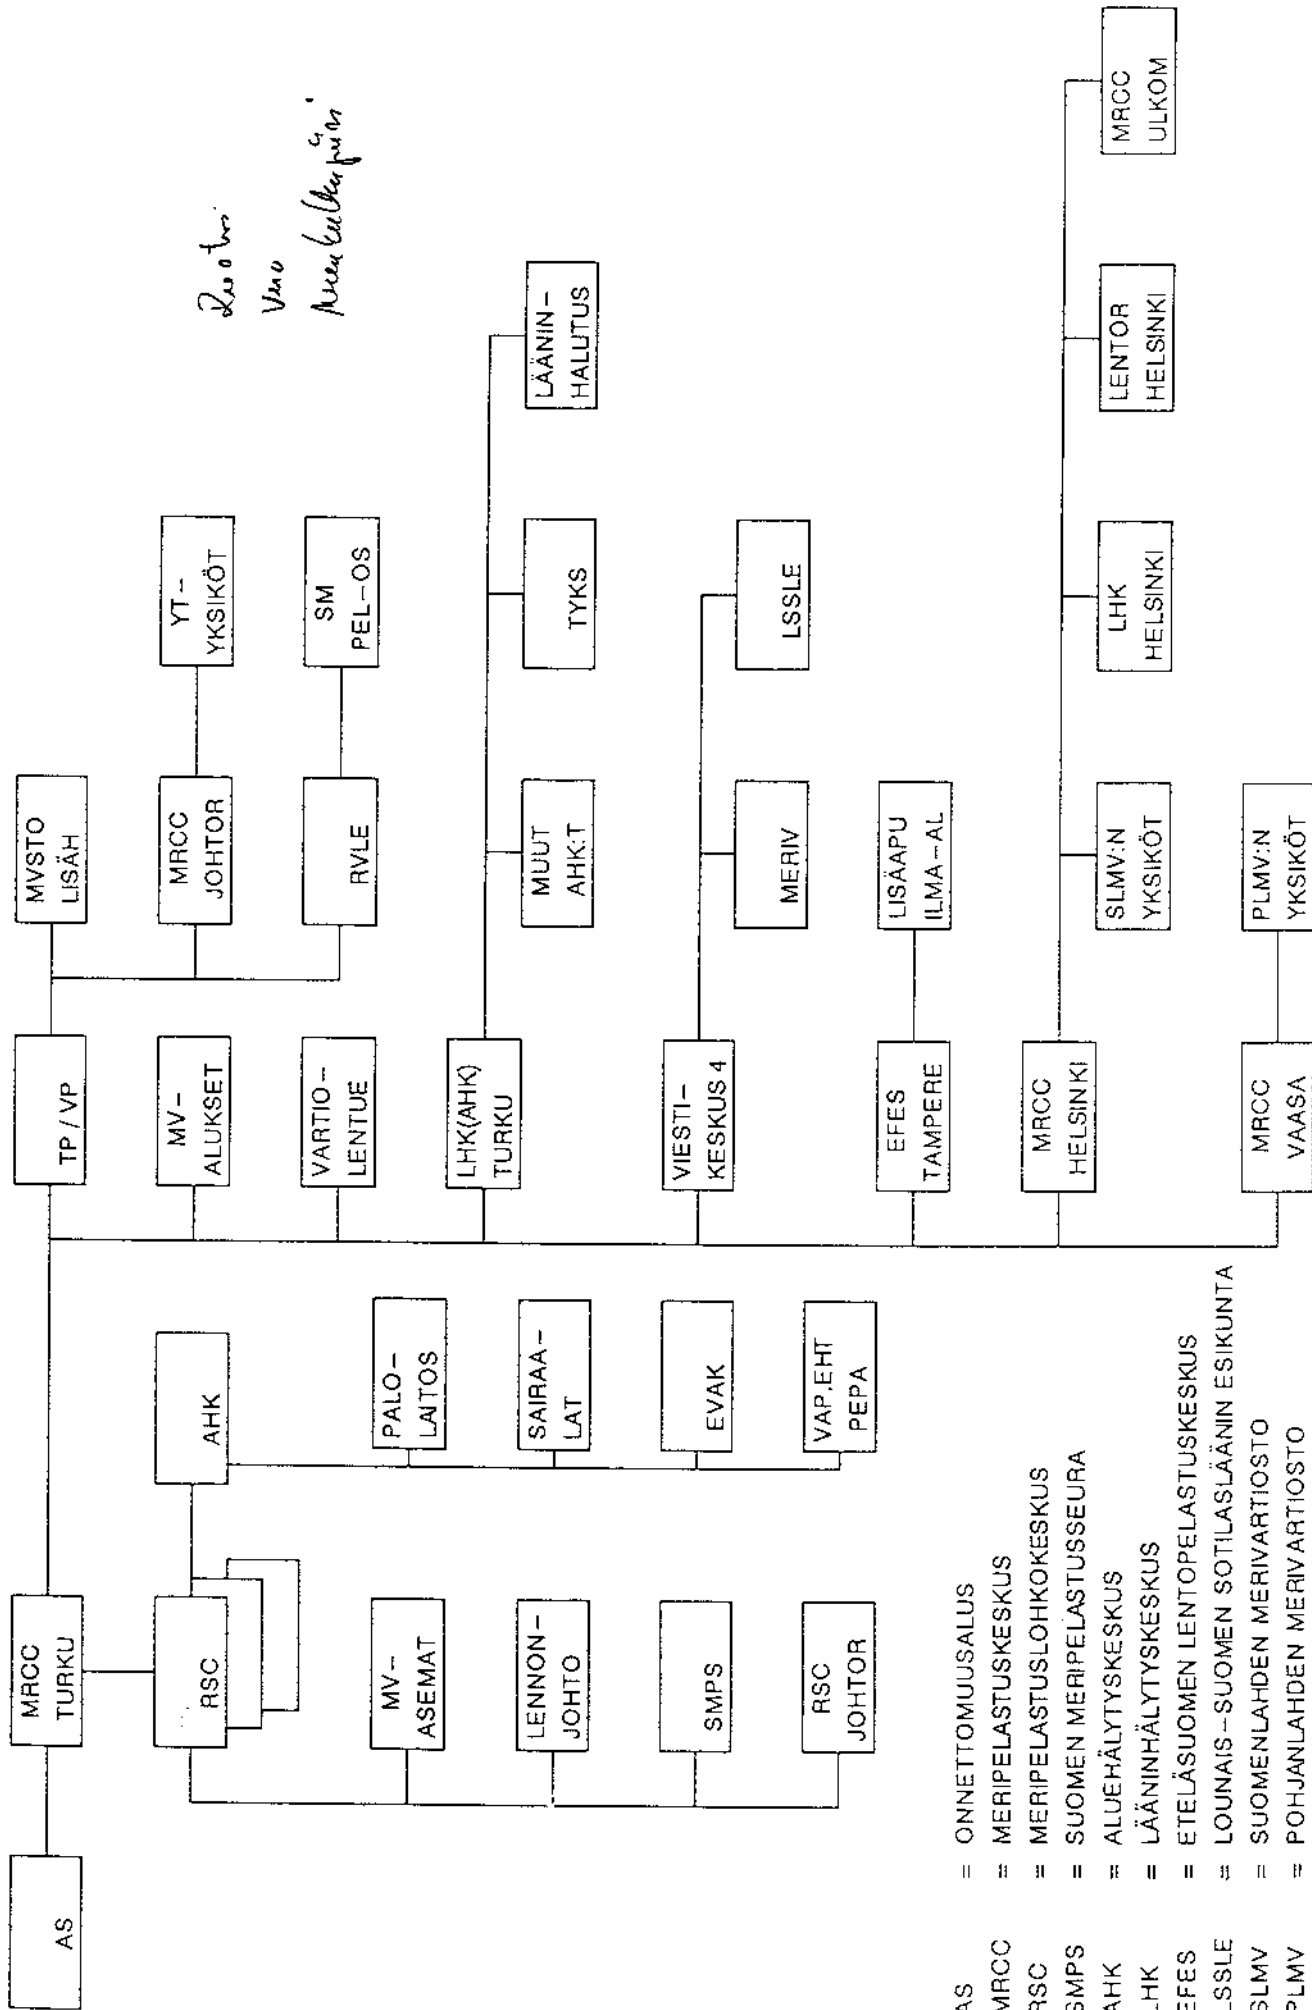 AS
MRCC
TURKU
TP / VP
MVSTO
LISÄH
RSC
AHK
MV-
ALUKSET
MRCC
JOHTOR
YT-
YKSIKÖT
VARTIO-
LENTUE
RVLE
SM
PEL-OS
MV-
ASEMAT
PALO-
LAITOS
LHK(AHK)
TURKU
MUUT
AHK:T
TYKS
LÄÄNIN-
HALUTUS
LENNON-
JOHTO
SAIRAA-
LAT
SMPS
EVAK
VIESTI-
KESKUS 4
MERIV
LSSLE
RSC
JOHTOR
VAP.EHT
PEPA
EFES
TAMPERE
LISÄAPU
ILMA-AL
MRCC
HELSINKI
SLMV:N
YKSIKÖT
LHK
HELSINKI
LENTOR
HELSINKI
MRCC
ULKOM
MRCC
VAASA
PLMV:N
YKSIKÖT
AS = ONNETTOMUUSALUS
MRCC = MERIPELASTUSKESKUS
RSC = MERIPELASTUSLOHKOKESKUS
SMPS = SUOMEN MERIPELASTUSSEURA
AHK = ALUEHÄLYTYSKESKUS
LHK = LÄÄNINHÄLYTYSKESKUS
EFES = ETELÄSUOMEN LENTOPELASTUSKESKUS
LSSLE = LOUNAIS-SUOMEN SOTILASLÄÄNIN ESIKUNTA
SLMV = SUOMENLAHDEN MERIVARTIOSTO
PLMV = POHJANLAHDEN MERIVARTIOSTO